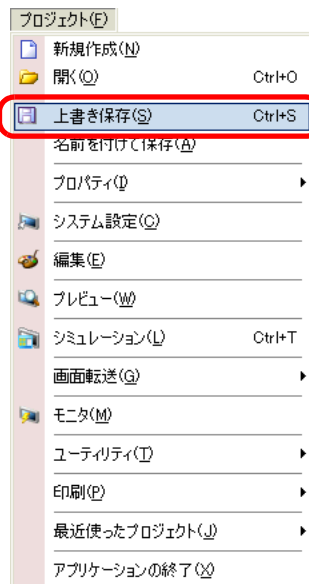 プロジェクト(F)
新規作成(N)
開く(O) Ctrl+O
上書き保存(S) Ctrl+S
名前を付けて保存(A)
プロパティ(I)
システム設定(C)
編集(E)
プレビュー(W)
シミュレーション(L) Ctrl+T
画面転送(G)
モニタ(M)
ユーティリティ(T)
印刷(P)
最近使ったプロジェクト(J)
アプリケーションの終了(X)